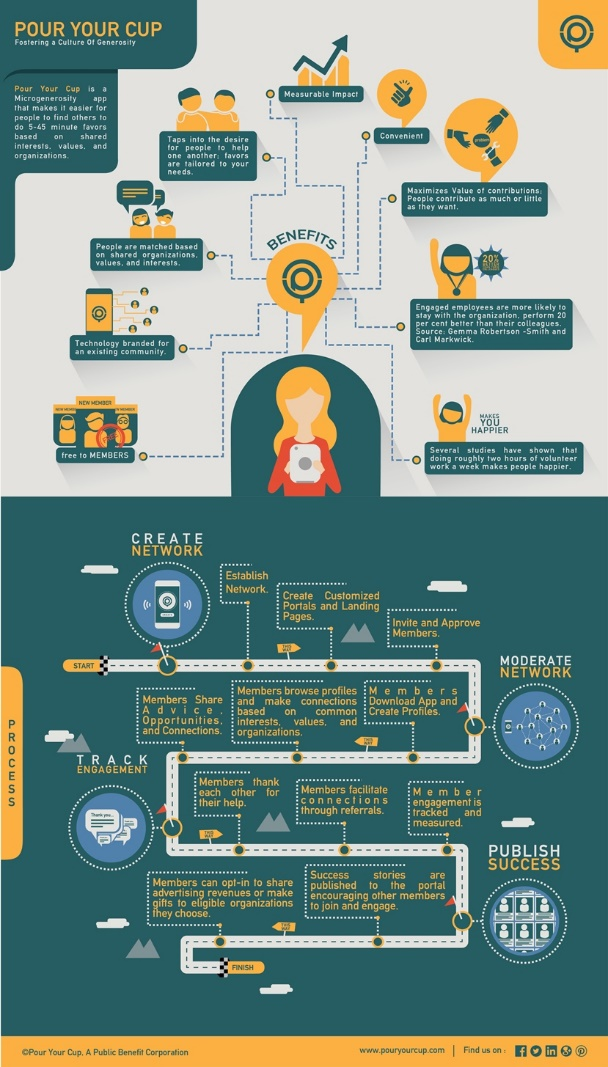 POUR YOUR CUP
Fostering a Culture Of Generosity
Pour Your Cup is a
Microgenerosity app
that makes it easier for
people to find others to
do 5-45 minute favors
based on shared
interests, values, and
organizations.
Measurable Impact
Convenient
Taps into the desire
for people to help
one another; favors
are tailored to your
needs.
problem
Maximizes Value of contributions;
People contribute as much or little
as they want.
BENEFITS
People are matched based
on shared organizations,
values, and interests.
20%
Engaged employees are more likely to
stay with the organization, perform 20
per cent better than their colleagues.
Source: Gemma Robertson -Smith and
Carl Markwick.
Technology branded for
an existing community.
NEW MEMBER
free to MEMBERS
MAKES
YOU
HAPPIER
Several studies have shown that
doing roughly two hours of volunteer
work a week makes people happier.
PROCESS
CREATE
NETWORK
Establish
Network.
Create Customized
Portals and Landing
Pages.
Invite and Approve
Members.
START
THIS WAY
MODERATE
NETWORK
Members Share
Advice,
Opportunities,
and Connections.
Members browse profiles
and make connections
based on common
interests, values, and
organizations.
Members
Download App and
Create Profiles.
THIS WAY
TRACK
ENGAGEMENT
Thank you...
Members thank
each other for
their help.
Members facilitate
connections
through referrals.
Member
engagement is
tracked and
measured.
THIS WAY
PUBLISH
SUCCESS
Members can opt-in to share
advertising revenues or make
gifts to eligible organizations
they choose.
Success stories are
published to the portal
encouraging other members
to join and engage.
THIS WAY
FINISH
©Pour Your Cup, A Public Benefit Corporation
www.pouryourcup.com | Find us on :